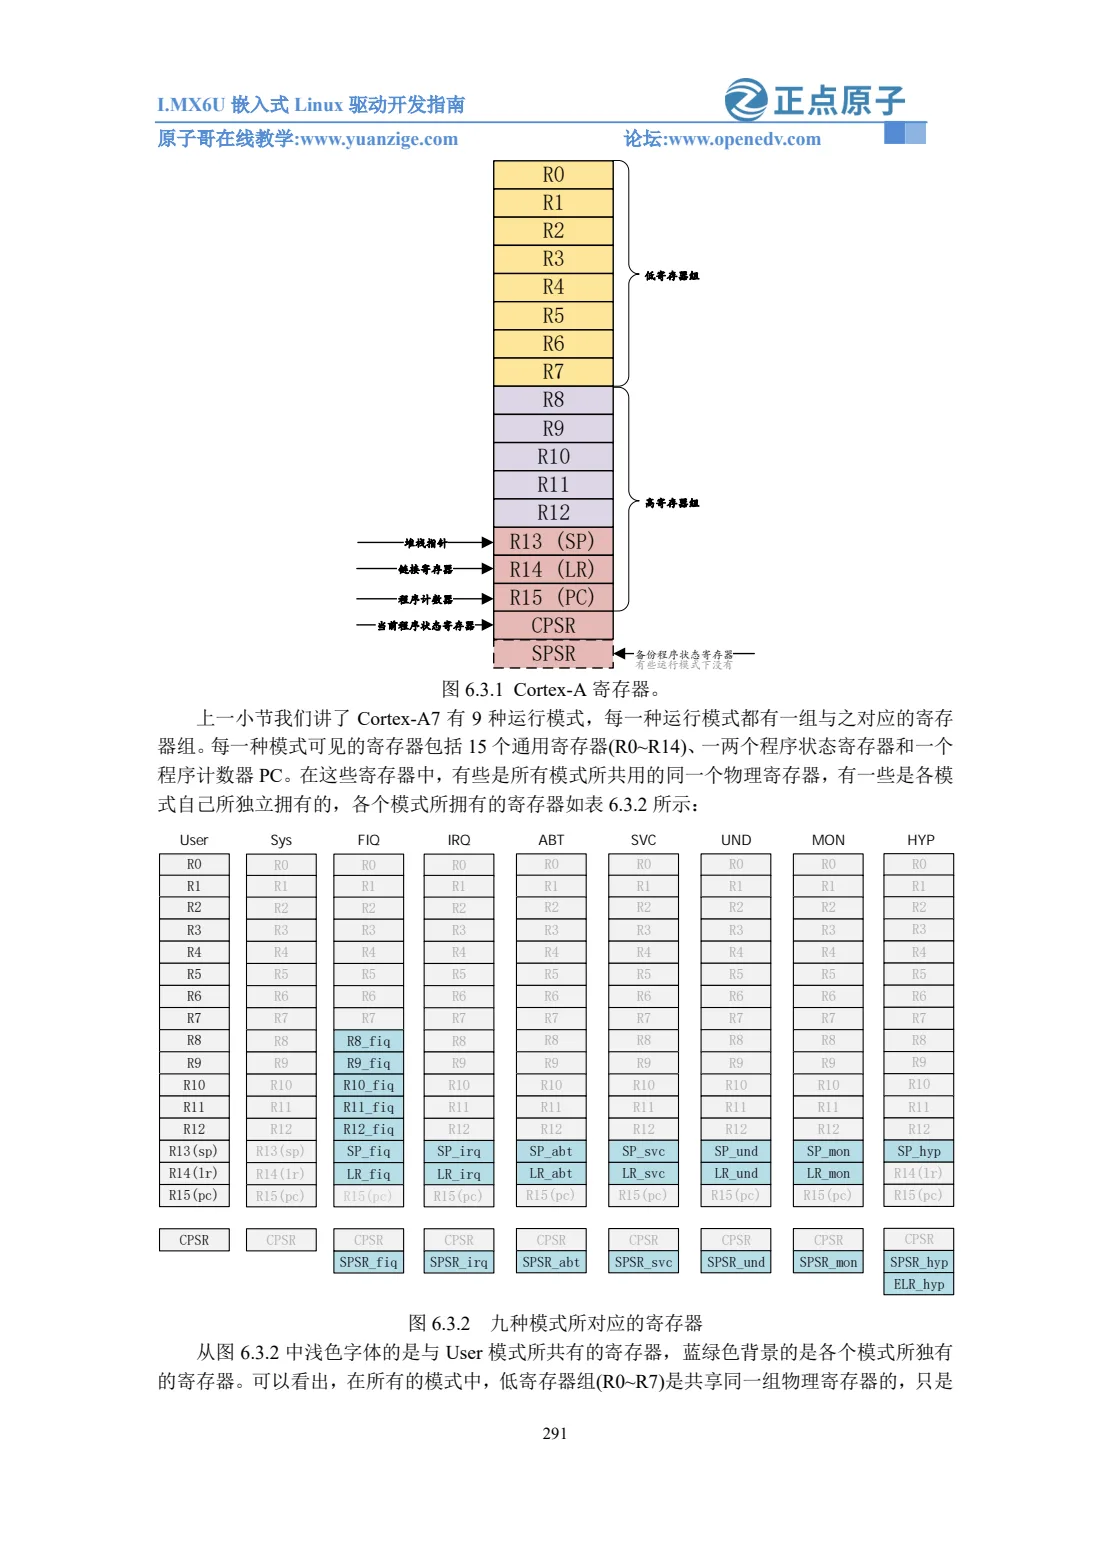 I.MX6U 嵌入式 Linux 驱动开发指南
正点原子
原子哥在线教学:www.yuanzige.com 论坛:www.openedv.com
R0
R1
R2
R3
低寄存器组
R4
R5
R6
R7
R8
R9
R10
R11
高寄存器组
R12
堆栈指针 R13 (SP)
链接寄存器 R14 (LR)
程序计数器 R15 (PC)
当前程序状态寄存器 CPSR
SPSR 备份程序状态寄存器
有些运行模式下没有
图 6.3.1 Cortex-A 寄存器。
上一小节我们讲了 Cortex-A7 有 9 种运行模式，每一种运行模式都有一组与之对应的寄存
器组。每一种模式可见的寄存器包括 15 个通用寄存器(R0~R14)、一两个程序状态寄存器和一个
程序计数器 PC。在这些寄存器中，有些是所有模式所共用的同一个物理寄存器，有一些是各模
式自己所独立拥有的，各个模式所拥有的寄存器如表 6.3.2 所示：
User Sys FIQ IRQ ABT SVC UND MON HYP
R0 R0 R0 R0 R0 R0 R0 R0 R0
R1 R1 R1 R1 R1 R1 R1 R1 R1
R2 R2 R2 R2 R2 R2 R2 R2 R2
R3 R3 R3 R3 R3 R3 R3 R3 R3
R4 R4 R4 R4 R4 R4 R4 R4 R4
R5 R5 R5 R5 R5 R5 R5 R5 R5
R6 R6 R6 R6 R6 R6 R6 R6 R6
R7 R7 R7 R7 R7 R7 R7 R7 R7
R8 R8 R8_fiq R8 R8 R8 R8 R8 R8
R9 R9 R9_fiq R9 R9 R9 R9 R9 R9
R10 R10 R10_fiq R10 R10 R10 R10 R10 R10
R11 R11 R11_fiq R11 R11 R11 R11 R11 R11
R12 R12 R12_fiq R12 R12 R12 R12 R12 R12
R13(sp) R13(sp) SP_fiq SP_irq SP_abt SP_svc SP_und SP_mon SP_hyp
R14(lr) R14(lr) LR_fiq LR_irq LR_abt LR_svc LR_und LR_mon R14(lr)
R15(pc) R15(pc) R15(pc) R15(pc) R15(pc) R15(pc) R15(pc) R15(pc) R15(pc)
CPSR CPSR CPSR CPSR CPSR CPSR CPSR CPSR CPSR
SPSR_fiq SPSR_irq SPSR_abt SPSR_svc SPSR_und SPSR_mon SPSR_hyp
ELR_hyp
图 6.3.2 九种模式所对应的寄存器
从图 6.3.2 中浅色字体的是与 User 模式所共有的寄存器，蓝绿色背景的是各个模式所独有
的寄存器。可以看出，在所有的模式中，低寄存器组(R0~R7)是共享同一组物理寄存器的，只是
291